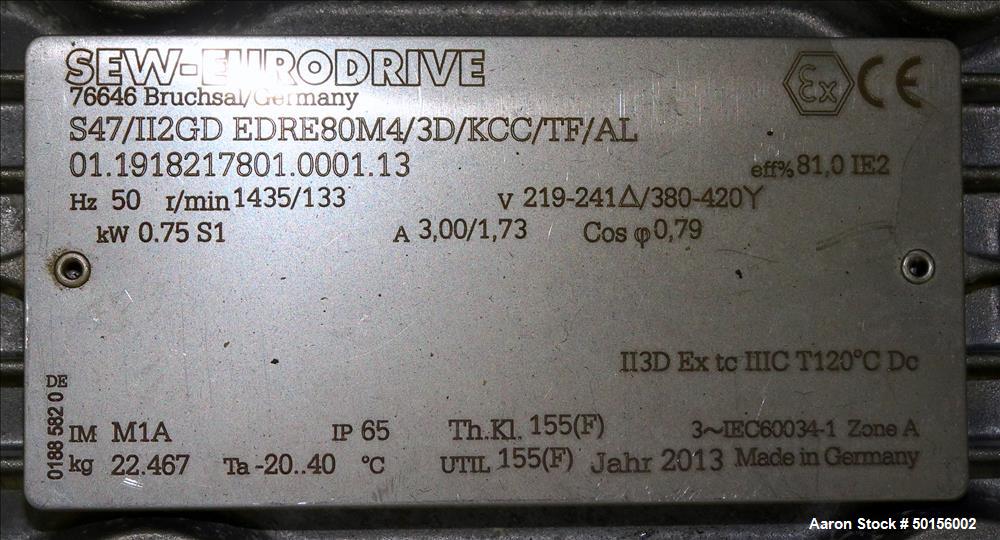 SEW-EURODRIVE
76646 Bruchsal/Germany
Ex CE
S47/II2GD EDRE80M4/3D/KCC/TF/AL
01.1918217801.0001.13
eff% 81,0 IE2
Hz 50 r/min 1435/133 V 219-241Δ/380-420Y
kW 0.75 S1 A 3,00/1,73 Cos φ 0,79
II3D Ex tc IIIC T120°C Dc
0188 582 0 DE
IM M1A IP 65 Th.Kl. 155(F) 3~IEC60034-1 Zone A
kg 22.467 Ta -20..40 °C UTIL 155(F) Jahr 2013 Made in Germany
Aaron Stock # 50156002